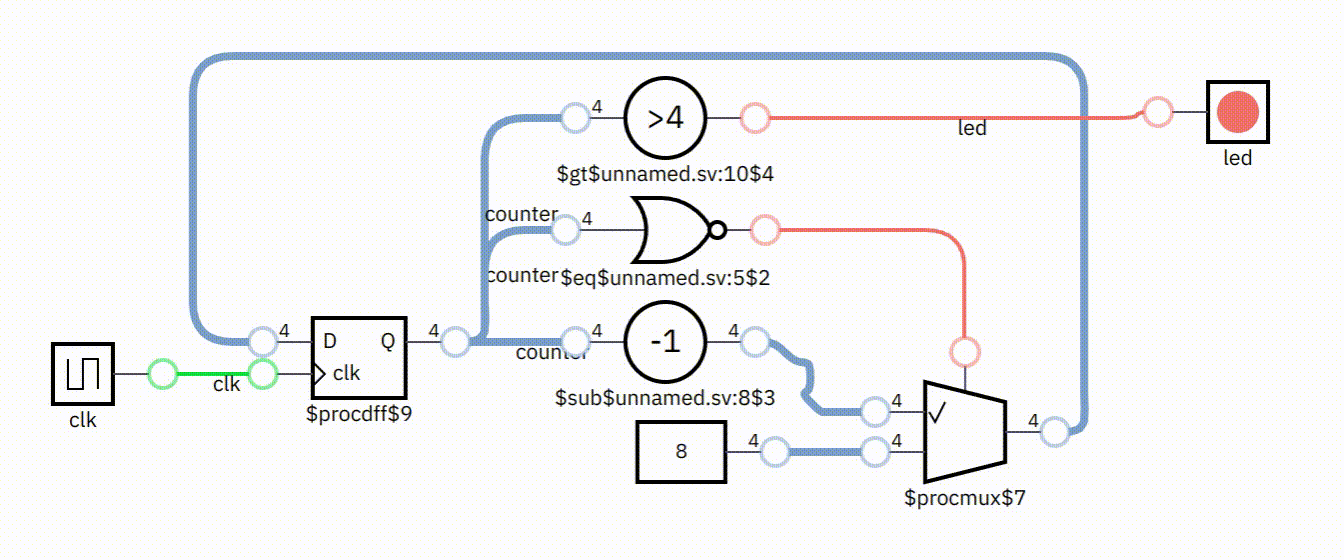 4
>4
led
led
$gt$unnamed.sv:10$4
counter
4
counter
$eq$unnamed.sv:5$2
4
D
Q
4
counter
4
-1
4
clk
clk
clk
$procdff$9
$sub$unnamed.sv:8$3
4
√
8
4
4
4
$procmux$7